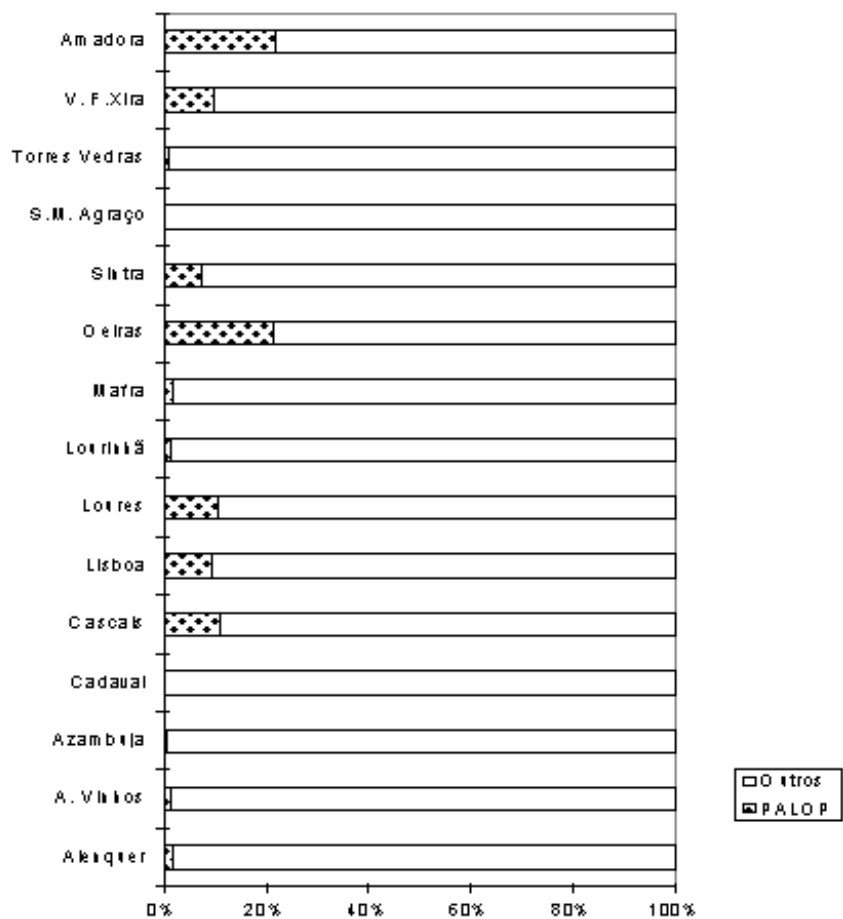 Amadora
V. F. Xira
Torres Vedras
S.M. Agraço
Sintra
Oeiras
Mafra
Lourinhã
Loures
Lisboa
Cascais
Cadaval
Azambuja
A. Vinhos
Alenquer
0% 20% 40% 60% 80% 100%
Outros
PALOP